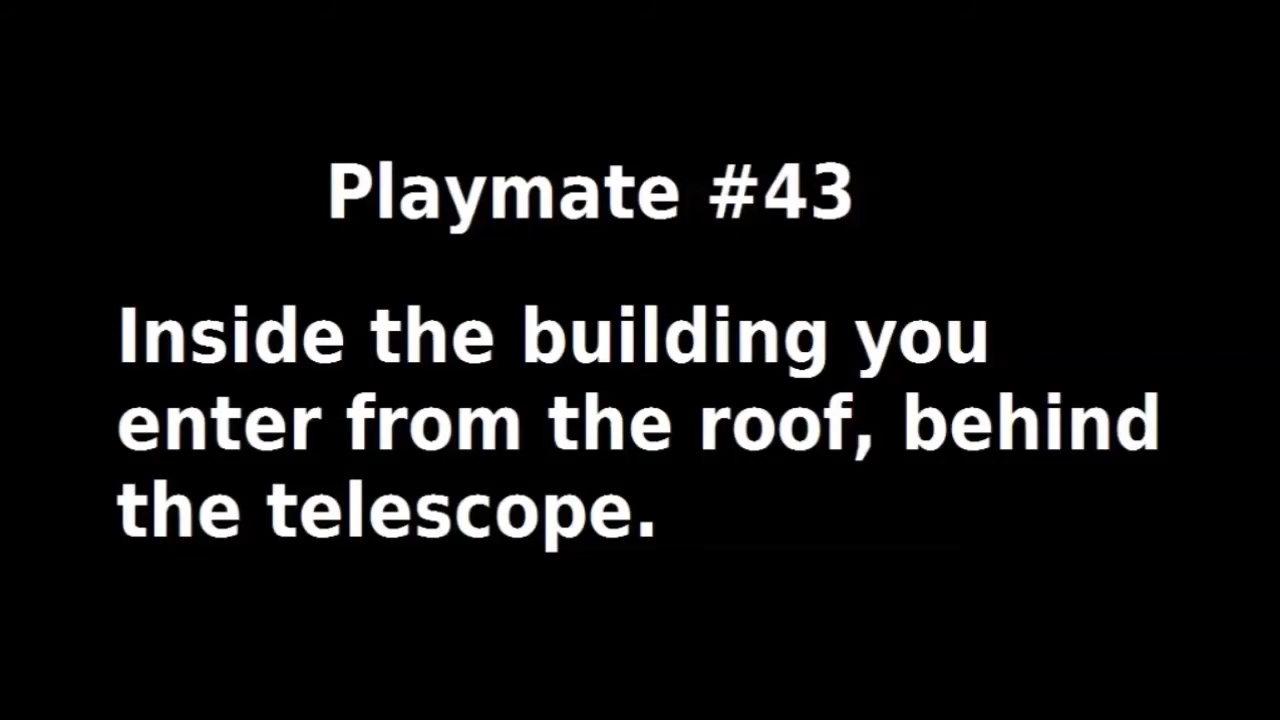 Playmate #43
Inside the building you
enter from the roof, behind
the telescope.